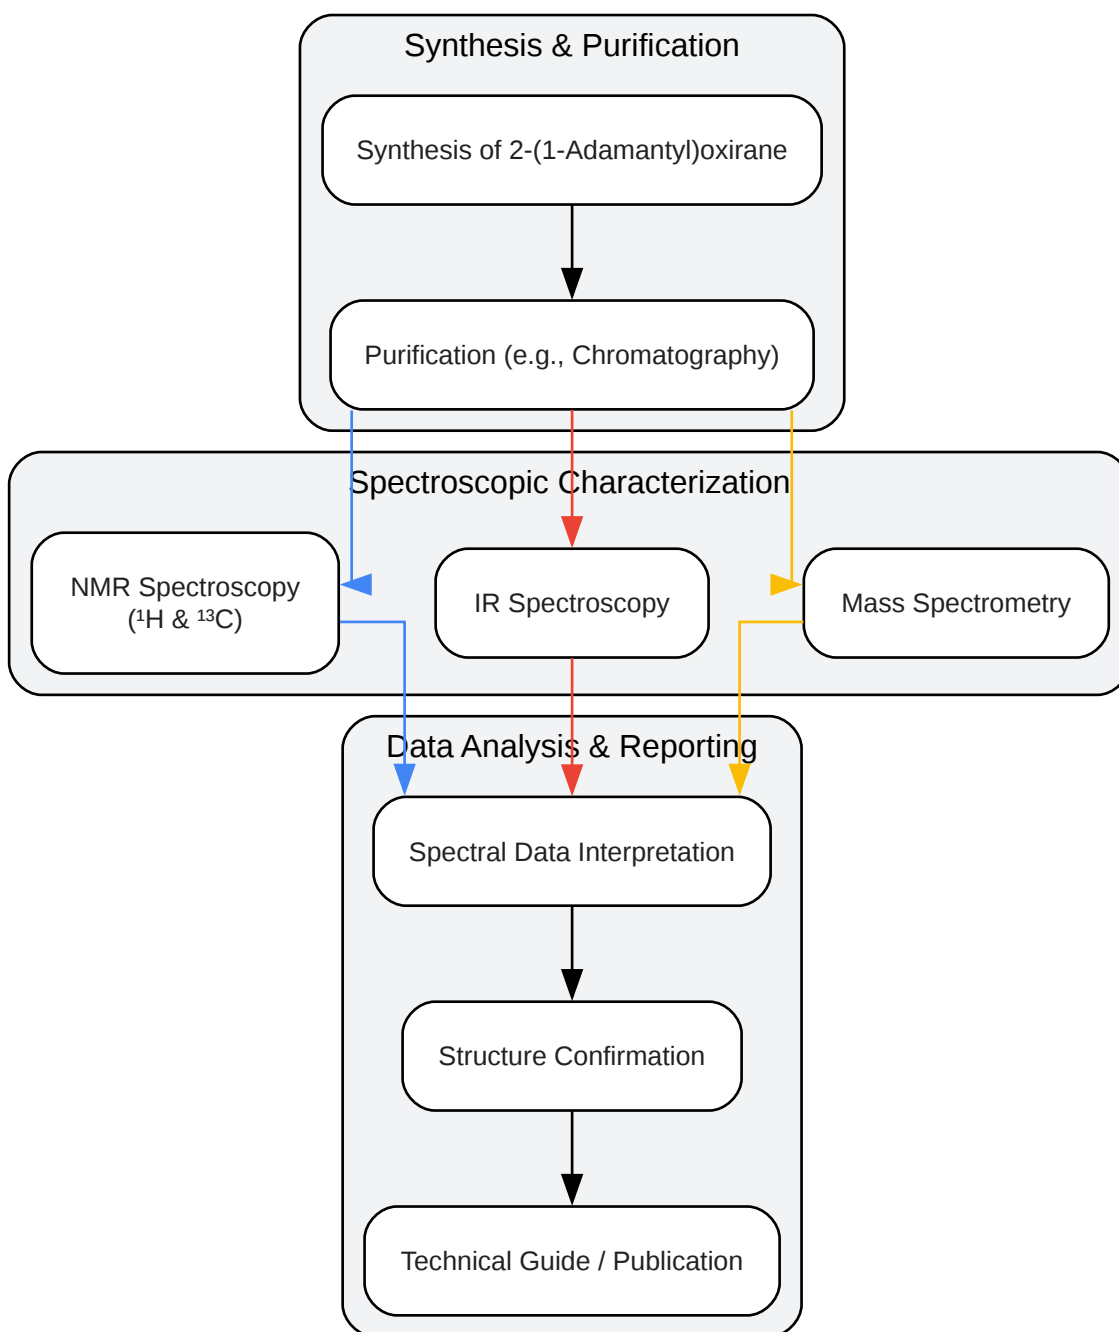 Synthesis & Purification
Synthesis of 2-(1-Adamantyl)oxirane
Purification (e.g., Chromatography)
Spectroscopic Characterization
NMR Spectroscopy
(¹H & ¹³C)
IR Spectroscopy
Mass Spectrometry
Data Analysis & Reporting
Spectral Data Interpretation
Structure Confirmation
Technical Guide / Publication